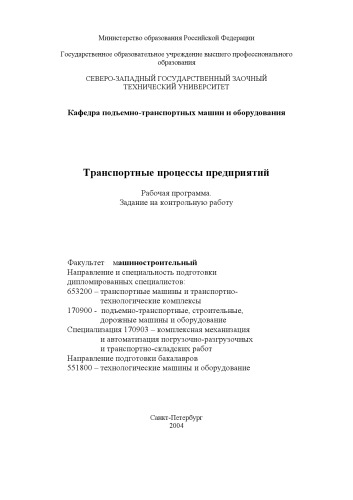 Министерство образования Российской Федерации
Государственное образовательное учреждение высшего профессионального
образования
СЕВЕРО-ЗАПАДНЫЙ ГОСУДАРСТВЕННЫЙ ЗАОЧНЫЙ
ТЕХНИЧЕСКИЙ УНИВЕРСИТЕТ
Кафедра подъемно-транспортных машин и оборудования
Транспортные процессы предприятий
Рабочая программа.
Задание на контрольную работу
Факультет машиностроительный
Направление и специальность подготовки
дипломированных специалистов:
653200 – транспортные машины и транспортно-
технологические комплексы
170900 - подъемно-транспортные, строительные,
дорожные машины и оборудование
Специализация 170903 – комплексная механизация
и автоматизация погрузочно-разгрузочных
и транспортно-складских работ
Направление подготовки бакалавров
551800 – технологические машины и оборудование
Санкт-Петербург
2004